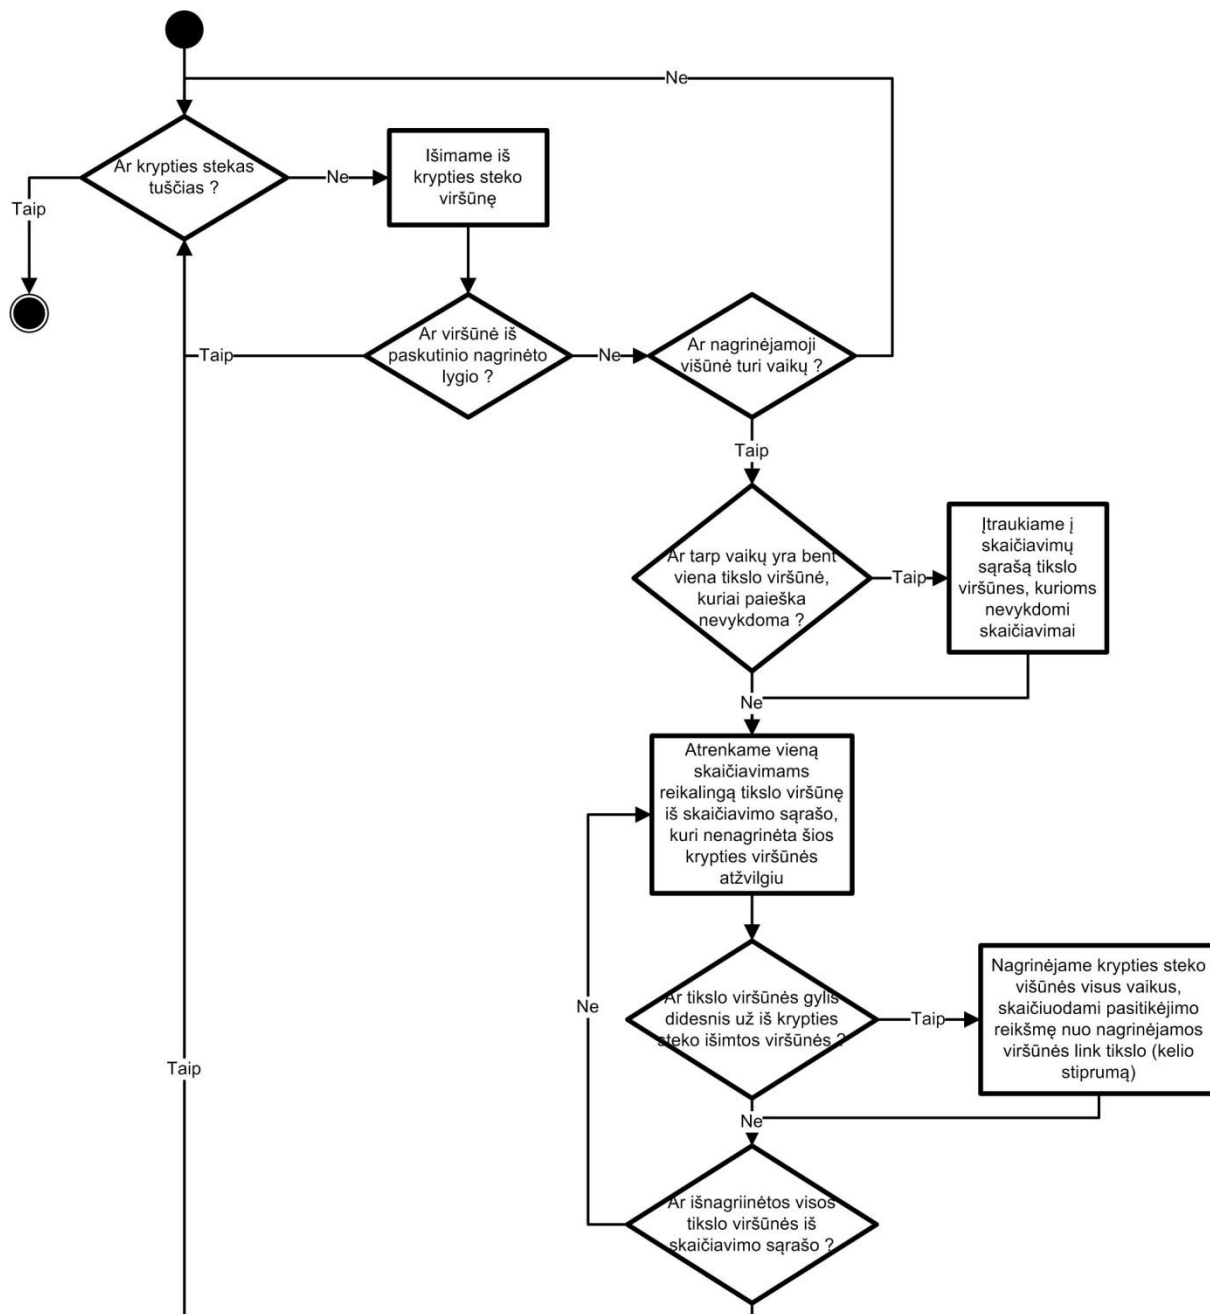 Ne
Ar krypties stekas
tuščias ?
Ne
Išimame iš
krypties steko
viršūnę
Taip
Ar viršūnė iš
paskutinio nagrinėto
lygio ?
Taip
Ne
Ar nagrinėjamoji
višūnė turi vaikų ?
Taip
Ar tarp vaikų yra bent
viena tikslo viršūnė,
kuriai paieška
nevykdoma ?
Taip
Įtraukiame į
skaičiavimų
sąrašą tikslo
viršūnes, kurioms
nevykdomi
skaičiavimai
Ne
Atrenkame vieną
skaičiavimams
reikalingą tikslo viršūnę
iš skaičiavimo sąrašo,
kuri nenagrinėta šios
krypties viršūnės
atžvilgiu
Ne
Ar tikslo viršūnės gylis
didesnis už iš krypties
steko išimtos viršūnės ?
Taip
Nagrinėjame krypties steko
višūnės visus vaikus,
skaičiuodami pasitikėjimo
reikšmę nuo nagrinėjamos
viršūnės link tikslo (kelio
stiprumą)
Taip
Ne
Ar išnagriinėtos visos
tikslo viršūnės iš
skaičiavimo sąrašo ?